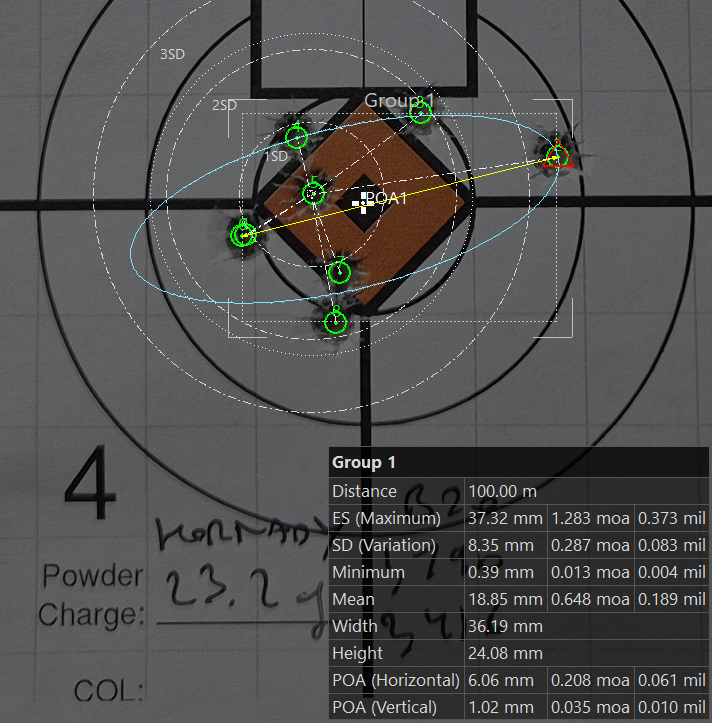 3SD
2SD
Group 1
1SD
POA1
4
HORNADY
Powder
Charge: 23.2 g
COL:
Group 1
Distance 100.00 m
ES (Maximum) 37.32 mm 1.283 moa 0.373 mil
SD (Variation) 8.35 mm 0.287 moa 0.083 mil
Minimum 0.39 mm 0.013 moa 0.004 mil
Mean 18.85 mm 0.648 moa 0.189 mil
Width 36.19 mm
Height 24.08 mm
POA (Horizontal) 6.06 mm 0.208 moa 0.061 mil
POA (Vertical) 1.02 mm 0.035 moa 0.010 mil